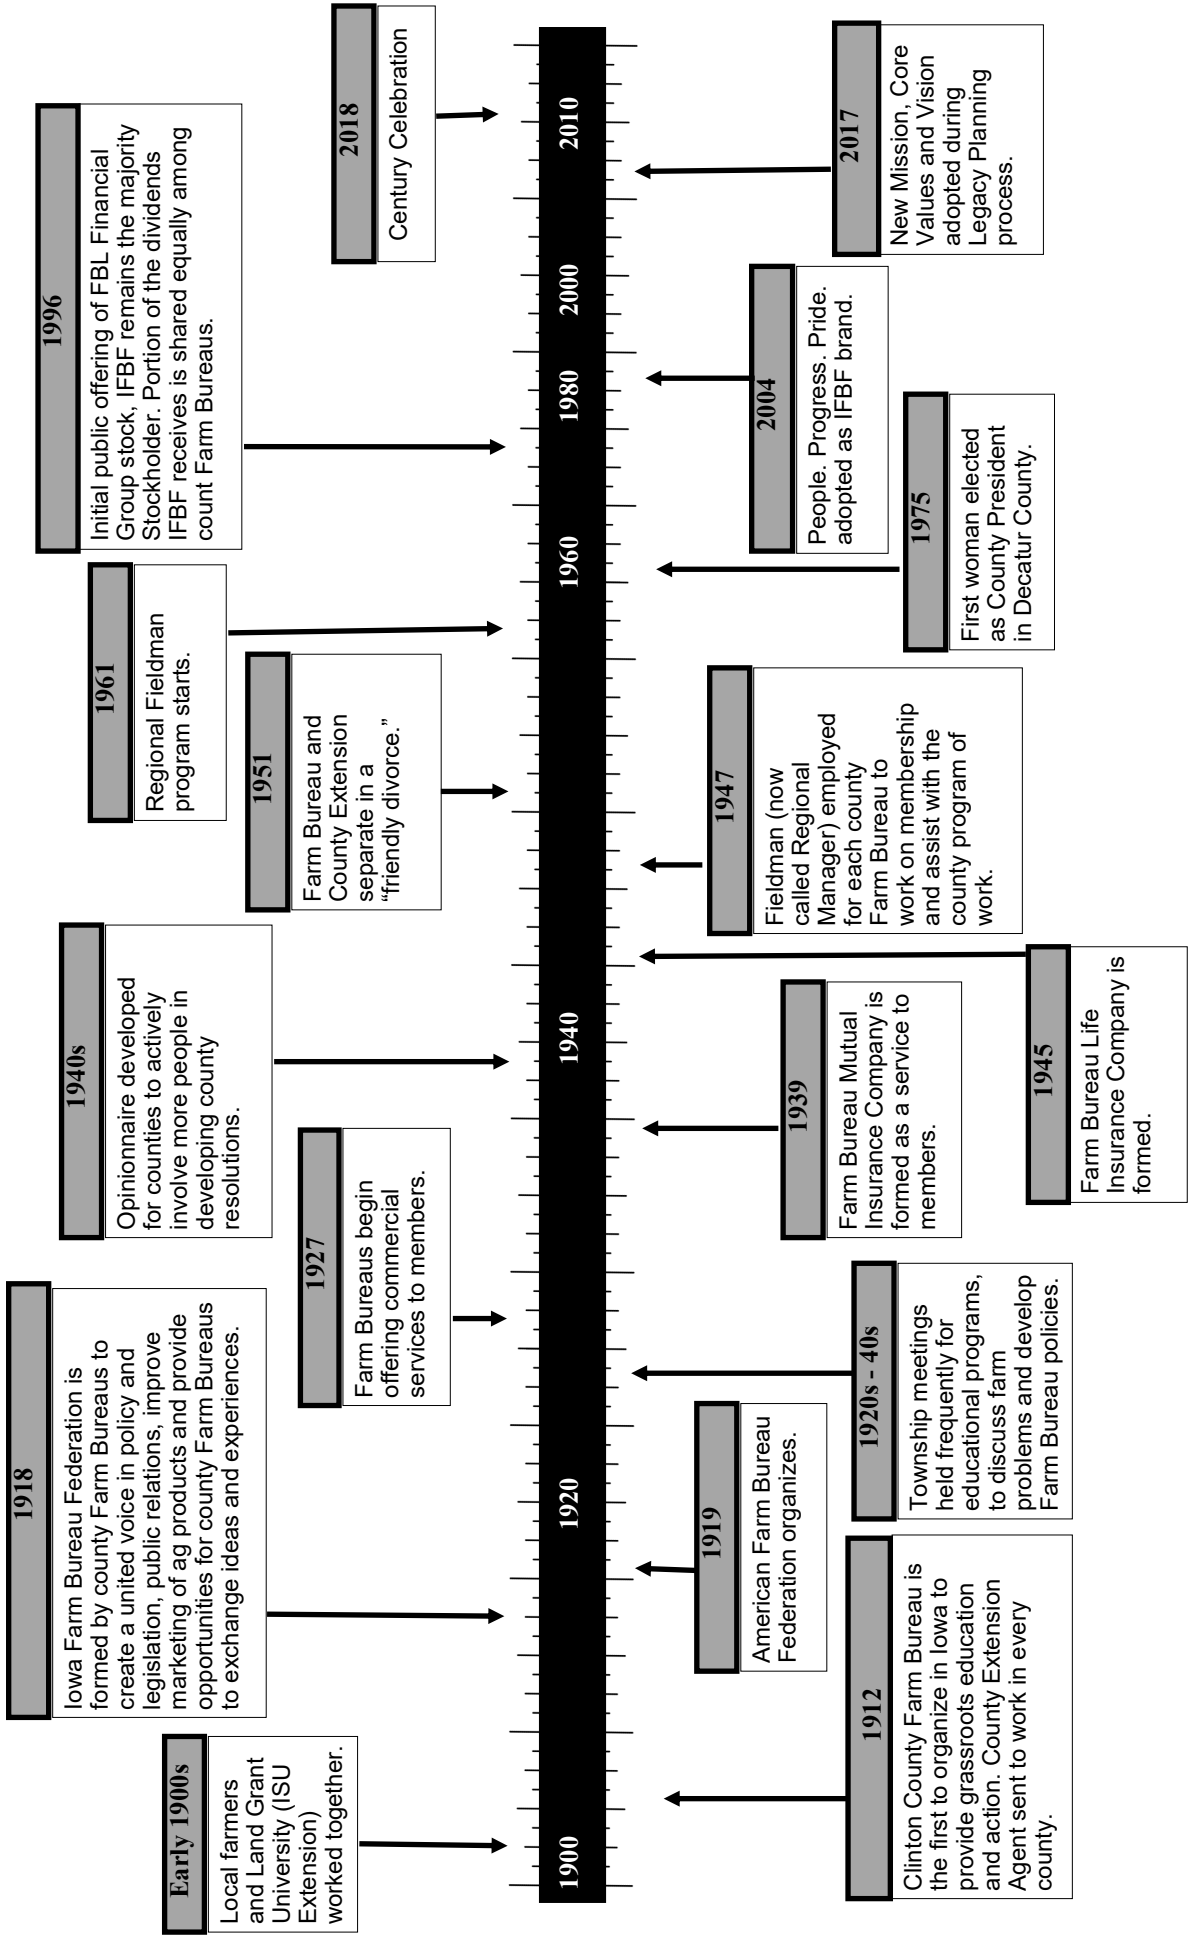 Early 1900s
Local farmers
and Land Grant
University (ISU
Extension)
worked together.
1918
Iowa Farm Bureau Federation is
formed by county Farm Bureaus to
create a united voice in policy and
legislation, public relations, improve
marketing of ag products and provide
opportunities for county Farm Bureaus
to exchange ideas and experiences.
1927
Farm Bureaus begin
offering commercial
services to members.
1940s
Opinionnaire developed
for counties to actively
involve more people in
developing county
resolutions.
1951
Farm Bureau and
County Extension
separate in a
“friendly divorce.”
1961
Regional Fieldman
program starts.
1996
Initial public offering of FBL Financial
Group stock, IFBF remains the majority
Stockholder. Portion of the dividends
IFBF receives is shared equally among
count Farm Bureaus.
2018
Century Celebration
1900
1920
1940
1960
1980
2000
2010
1912
Clinton County Farm Bureau is
the first to organize in Iowa to
provide grassroots education
and action. County Extension
Agent sent to work in every
county.
1919
American Farm Bureau
Federation organizes.
1920s - 40s
Township meetings
held frequently for
educational programs,
to discuss farm
problems and develop
Farm Bureau policies.
1939
Farm Bureau Mutual
Insurance Company is
formed as a service to
members.
1945
Farm Bureau Life
Insurance Company is
formed.
1947
Fieldman (now
called Regional
Manager) employed
for each county
Farm Bureau to
work on membership
and assist with the
county program of
work.
1975
First woman elected
as County President
in Decatur County.
2004
People. Progress. Pride.
adopted as IFBF brand.
2017
New Mission, Core
Values and Vision
adopted during
Legacy Planning
process.